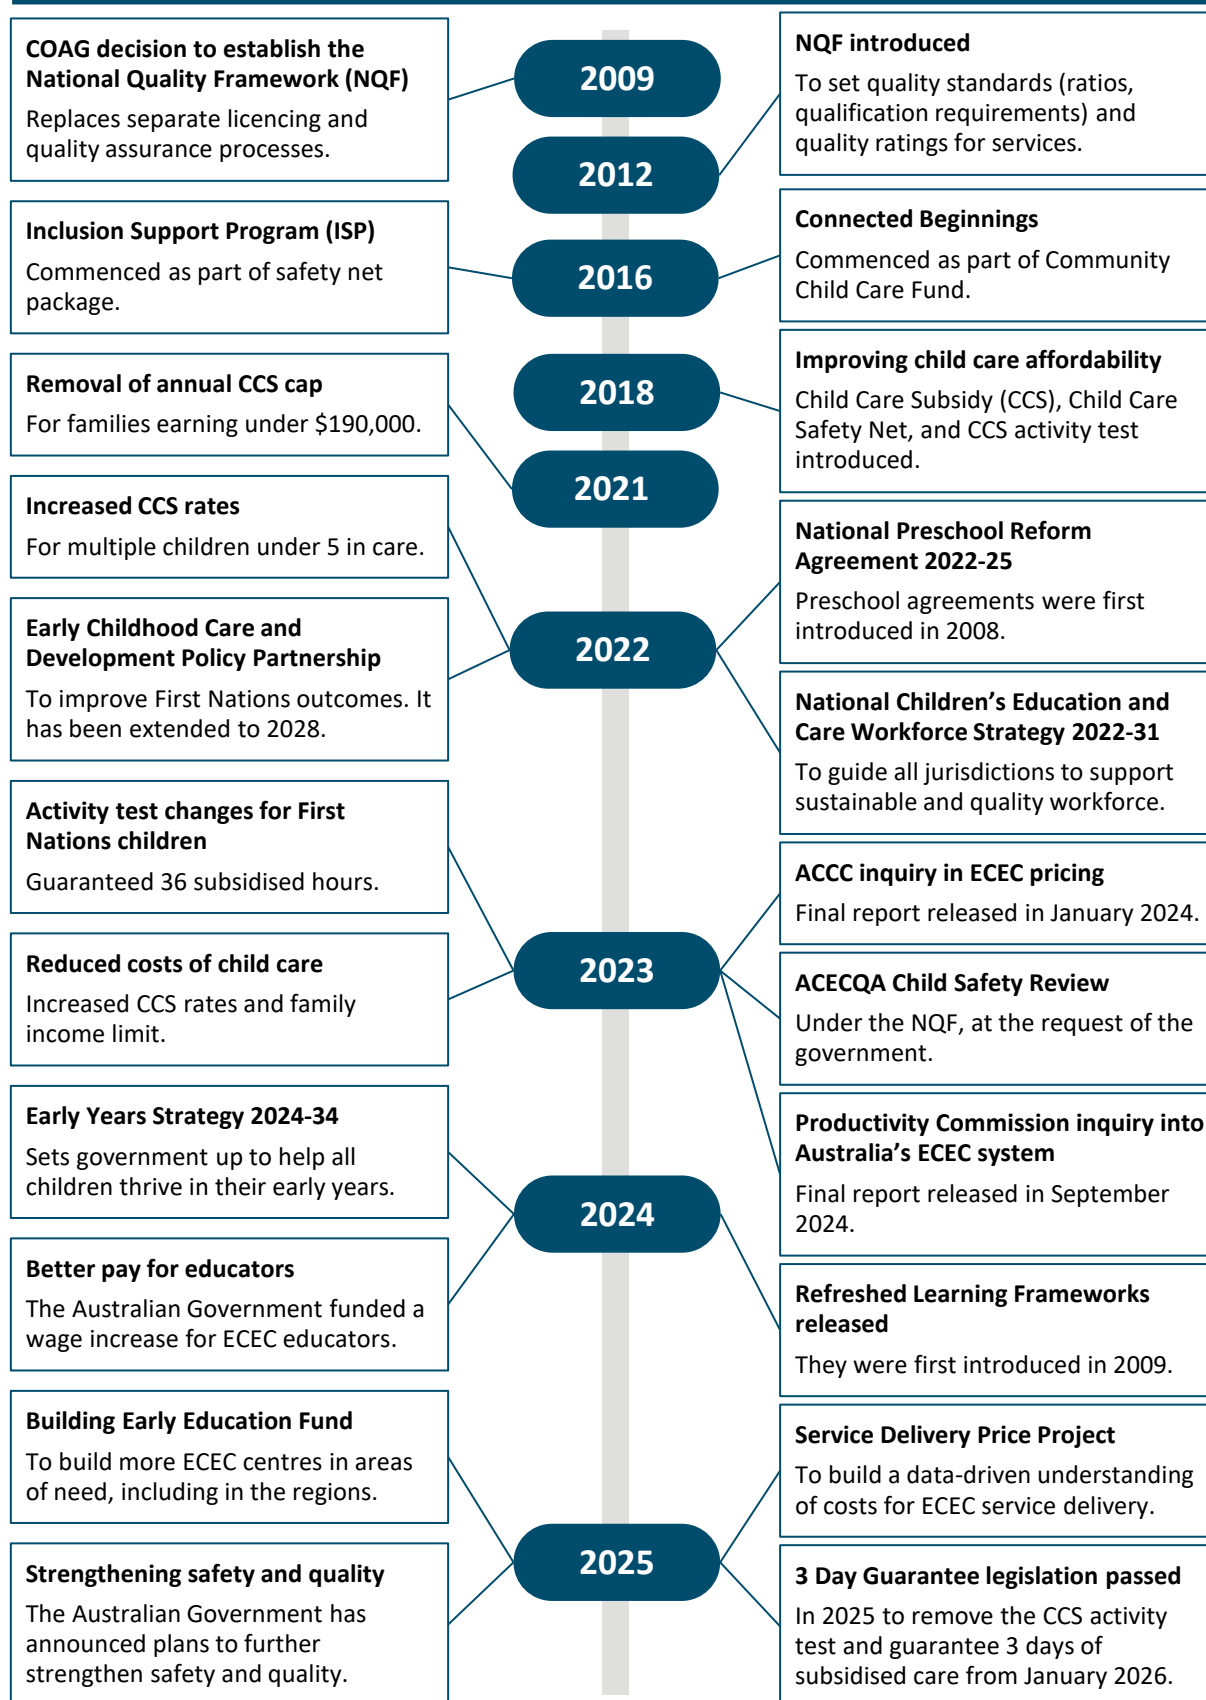 COAG decision to establish the
National Quality Framework (NQF)
Replaces separate licencing and
quality assurance processes.
2009
NQF introduced
To set quality standards (ratios,
qualification requirements) and
quality ratings for services.
2012
Inclusion Support Program (ISP)
Commenced as part of safety net
package.
2016
Connected Beginnings
Commenced as part of Community
Child Care Fund.
2018
Improving child care affordability
Child Care Subsidy (CCS), Child Care
Safety Net, and CCS activity test
introduced.
Removal of annual CCS cap
For families earning under $190,000.
2021
Increased CCS rates
For multiple children under 5 in care.
Early Childhood Care and
Development Policy Partnership
To improve First Nations outcomes. It
has been extended to 2028.
2022
National Preschool Reform
Agreement 2022-25
Preschool agreements were first
introduced in 2008.
National Children’s Education and
Care Workforce Strategy 2022-31
To guide all jurisdictions to support
sustainable and quality workforce.
Activity test changes for First
Nations children
Guaranteed 36 subsidised hours.
Reduced costs of child care
Increased CCS rates and family
income limit.
2023
ACCC inquiry in ECEC pricing
Final report released in January 2024.
ACECQA Child Safety Review
Under the NQF, at the request of the
government.
Productivity Commission inquiry into
Australia’s ECEC system
Final report released in September
2024.
Early Years Strategy 2024-34
Sets government up to help all
children thrive in their early years.
Better pay for educators
The Australian Government funded a
wage increase for ECEC educators.
2024
Refreshed Learning Frameworks
released
They were first introduced in 2009.
Building Early Education Fund
To build more ECEC centres in areas
of need, including in the regions.
Strengthening safety and quality
The Australian Government has
announced plans to further
strengthen safety and quality.
2025
Service Delivery Price Project
To build a data-driven understanding
of costs for ECEC service delivery.
3 Day Guarantee legislation passed
In 2025 to remove the CCS activity
test and guarantee 3 days of
subsidised care from January 2026.